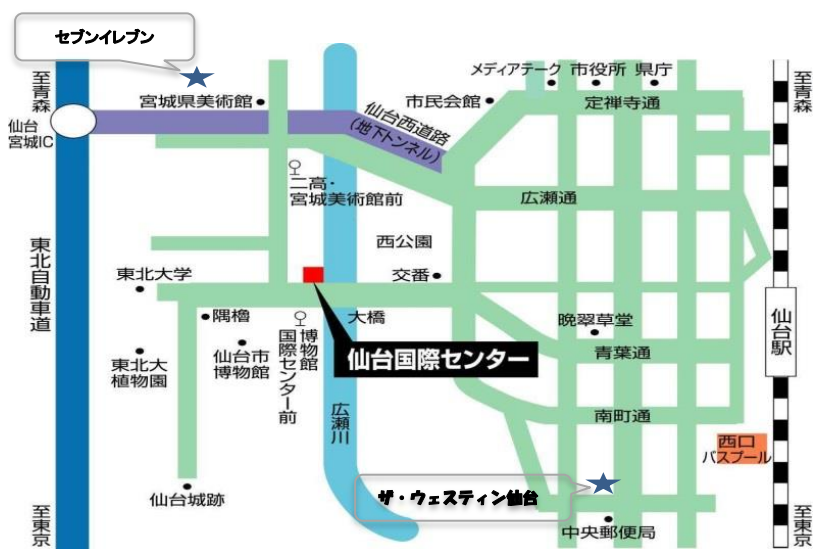 セブンイレブン
至青森
仙台
宮城IC
宮城県美術館
仙台西道路
(地下トンネル)
市民会館
メディアテーク
市役所
県庁
定禅寺通
至青森
二高・
宮城美術館前
広瀬通
西公園
交番
東北自動車道
東北大学
隅櫓
大橋
晩翠草堂
仙台駅
仙台国際センター
博物館
国際センター前
仙台市
博物館
東北大
植物園
青葉通
南町通
広瀬川
西口
バスプール
仙台城跡
ザ・ウェスティン仙台
中央郵便局
至東京
至東京